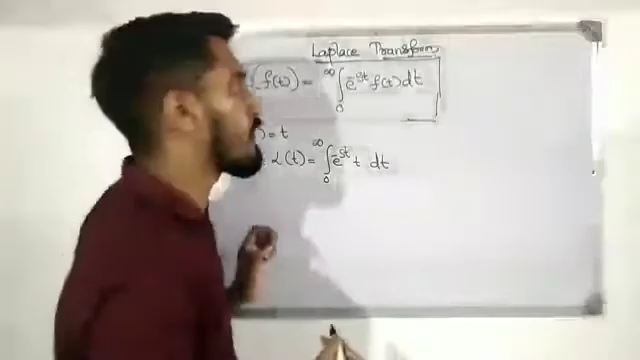 Laplace Transform
f(t)) = ∫₀^∞ e^{-st} f(t) dt
) = t
L(t) = ∫₀^∞ e^{-st} t dt